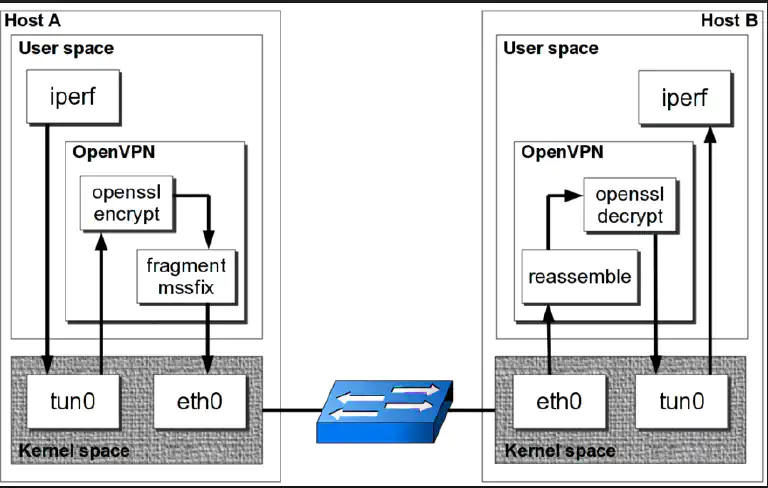 Host A
User space
iperf
OpenVPN
openssl
encrypt
fragment
mssfix
tun0
eth0
Kernel space
Host B
User space
iperf
OpenVPN
openssl
decrypt
reassemble
eth0
tun0
Kernel space